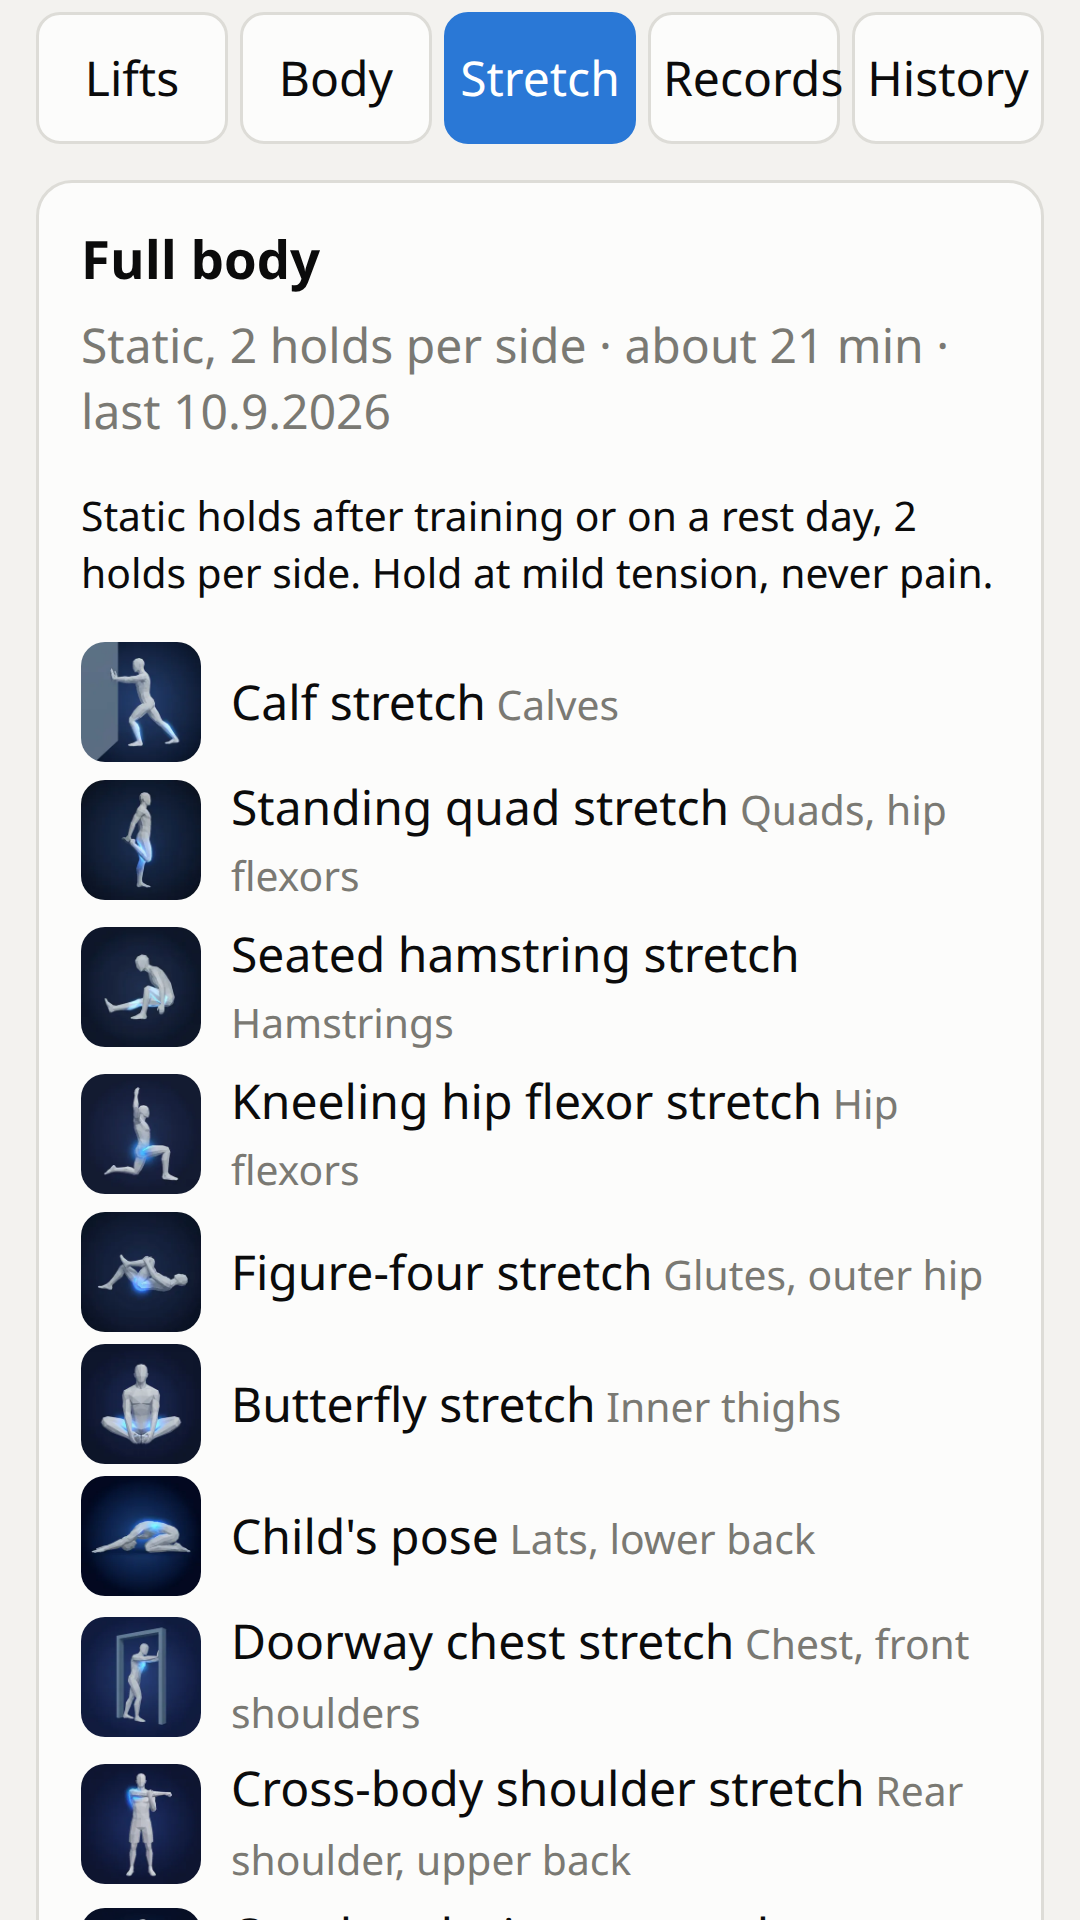 Lifts Body Stretch Records History
Full body
Static, 2 holds per side · about 21 min ·
last 10.9.2026
Static holds after training or on a rest day, 2
holds per side. Hold at mild tension, never pain.
Calf stretch Calves
Standing quad stretch Quads, hip
flexors
Seated hamstring stretch
Hamstrings
Kneeling hip flexor stretch Hip
flexors
Figure-four stretch Glutes, outer hip
Butterfly stretch Inner thighs
Child's pose Lats, lower back
Doorway chest stretch Chest, front
shoulders
Cross-body shoulder stretch Rear
shoulder, upper back